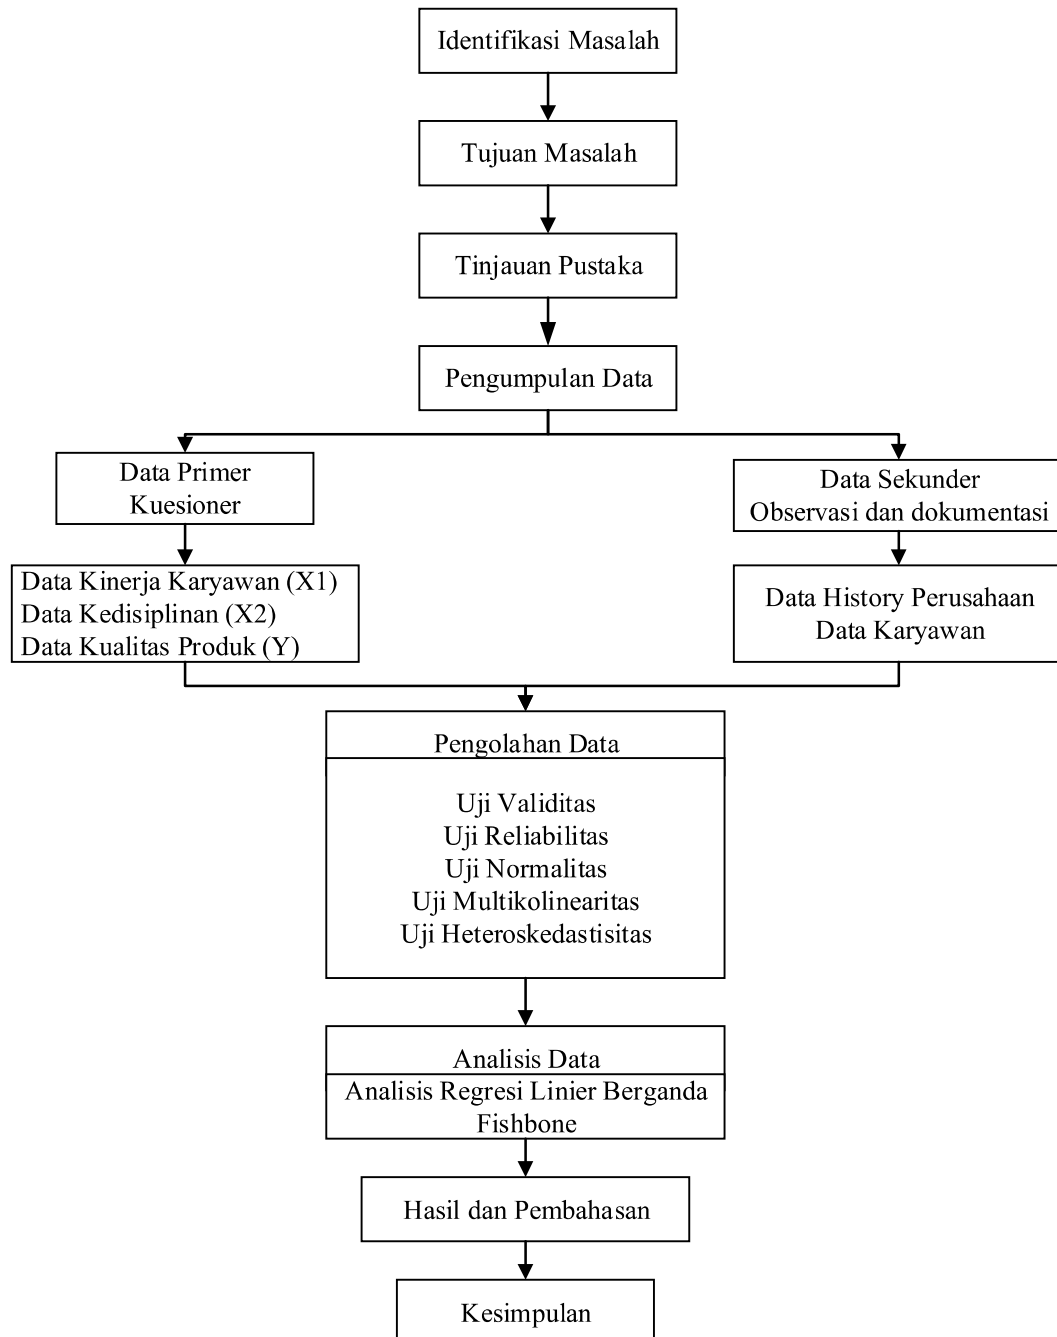 Identifikasi Masalah
Tujuan Masalah
Tinjauan Pustaka
Pengumpulan Data
Data Primer
Kuesioner
Data Sekunder
Observasi dan dokumentasi
Data Kinerja Karyawan (X1)
Data Kedisiplinan (X2)
Data Kualitas Produk (Y)
Data History Perusahaan
Data Karyawan
Pengolahan Data
Uji Validitas
Uji Reliabilitas
Uji Normalitas
Uji Multikolinearitas
Uji Heteroskedastisitas
Analisis Data
Analisis Regresi Linier Berganda
Fishbone
Hasil dan Pembahasan
Kesimpulan